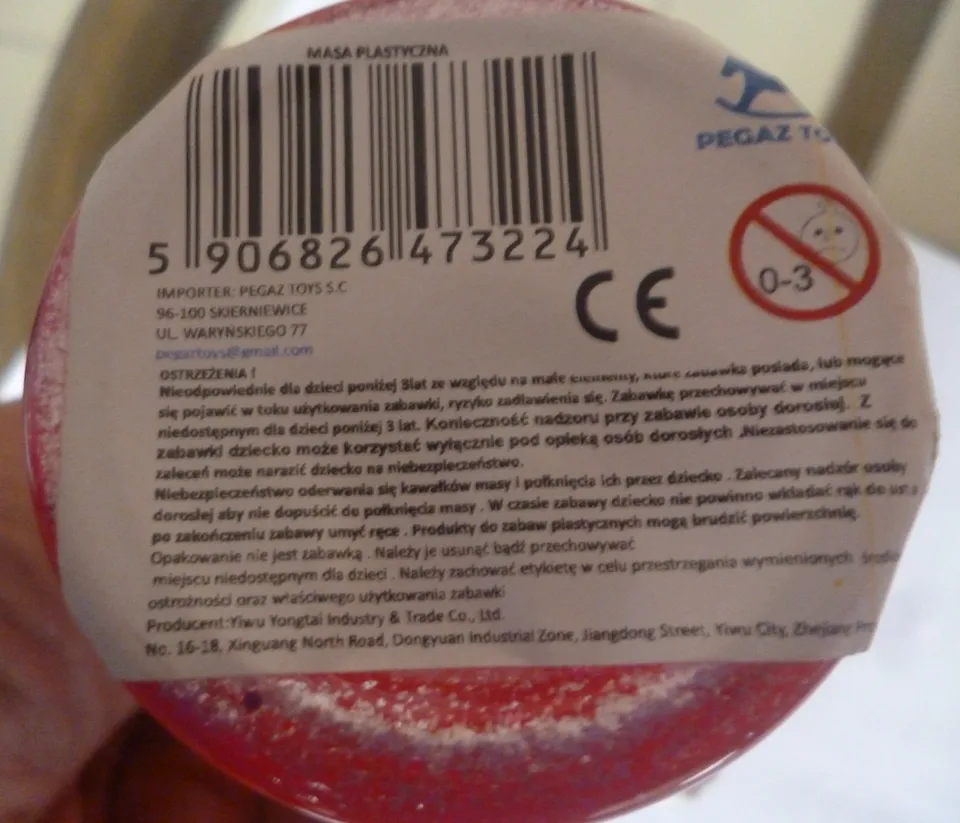 MASA PLASTYCZNA
PEGAZ TO
5 906826 473224
0-3
CE
IMPORTER: PEGAZ TOYS S.C
96-100 SKIERNIEWICE
UL. WARYŃSKIEGO 77
pegaztoys@gmail.com
OSTRZEŻENIA !
Nieodpowiednie dla dzieci poniżej 3lat ze względu na małe elementy, które zabawka posiada, lub mogące
się pojawić w toku użytkowania zabawki, ryzyko zadławienia się. Zabawkę przechowywać w miejscu
niedostępnym dla dzieci poniżej 3 lat. Konieczność nadzoru przy zabawie osoby dorosłej. Z
zabawki dziecko może korzystać wyłącznie pod opieką osób dorosłych .Niezastosowanie się do
zaleceń może narazić dziecko na niebezpieczeństwo.
Niebezpieczeństwo oderwania się kawałków masy i połknięcia ich przez dziecko . Zalecany nadzór osoby
dorosłej aby nie dopuścić do połknięcia masy . W czasie zabawy dziecko nie powinno wkładać rąk do ust a
po zakończeniu zabawy umyć ręce . Produkty do zabaw plastycznych mogą brudzić powierzchnię.
Opakowanie nie jest zabawką . Należy je usunąć bądź przechowywać
miejscu niedostępnym dla dzieci . Należy zachować etykietę w celu przestrzegania wymienionych środk
ostrożności oraz właściwego użytkowania zabawki
Producent:Yiwu Yongtai Industry & Trade Co., Ltd.
No. 16-18, Xinguang North Road, Dongyuan Industrial Zone, Jiangdong Street, Yiwu City, Zhejiang Pro